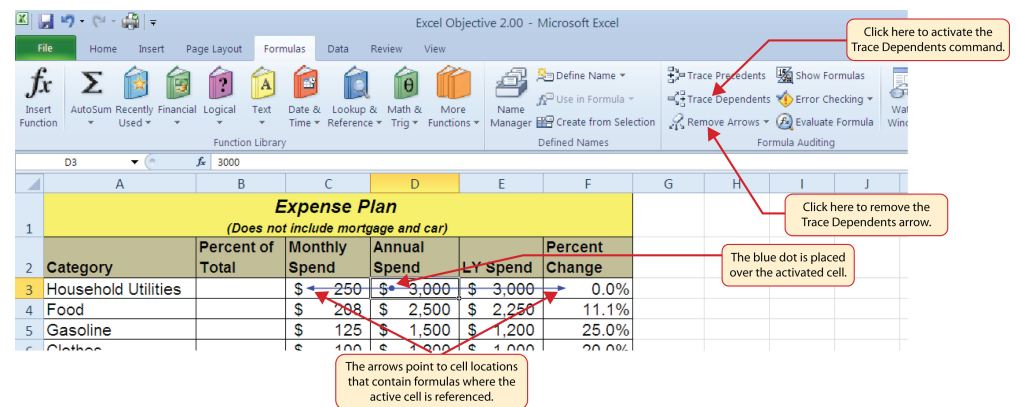 Excel Objective 2.00 - Microsoft Excel
File Home Insert Page Layout Formulas Data Review View
Click here to activate the
Trace Dependents command.
Insert
Function
AutoSum
Recently
Used
Financial
Logical
Text
Date &
Time
Lookup &
Reference
Math &
Trig
More
Functions
Function Library
Name
Manager
Define Name
Use in Formula
Create from Selection
Defined Names
Trace Precedents
Trace Dependents
Remove Arrows
Show Formulas
Error Checking
Evaluate Formula
Formula Auditing
D3 fx 3000
A B C D E F G H I J
Click here to remove the
Trace Dependents arrow.
1 Expense Plan
(Does not include mortgage and car)
2 Category Percent of Total Monthly Spend Annual Spend LY Spend Percent Change
The blue dot is placed
over the activated cell.
3 Household Utilities $ 250 $ 3,000 $ 3,000 0.0%
4 Food $ 208 $ 2,500 $ 2,250 11.1%
5 Gasoline $ 125 $ 1,500 $ 1,200 25.0%
The arrows point to cell locations
that contain formulas where the
active cell is referenced.